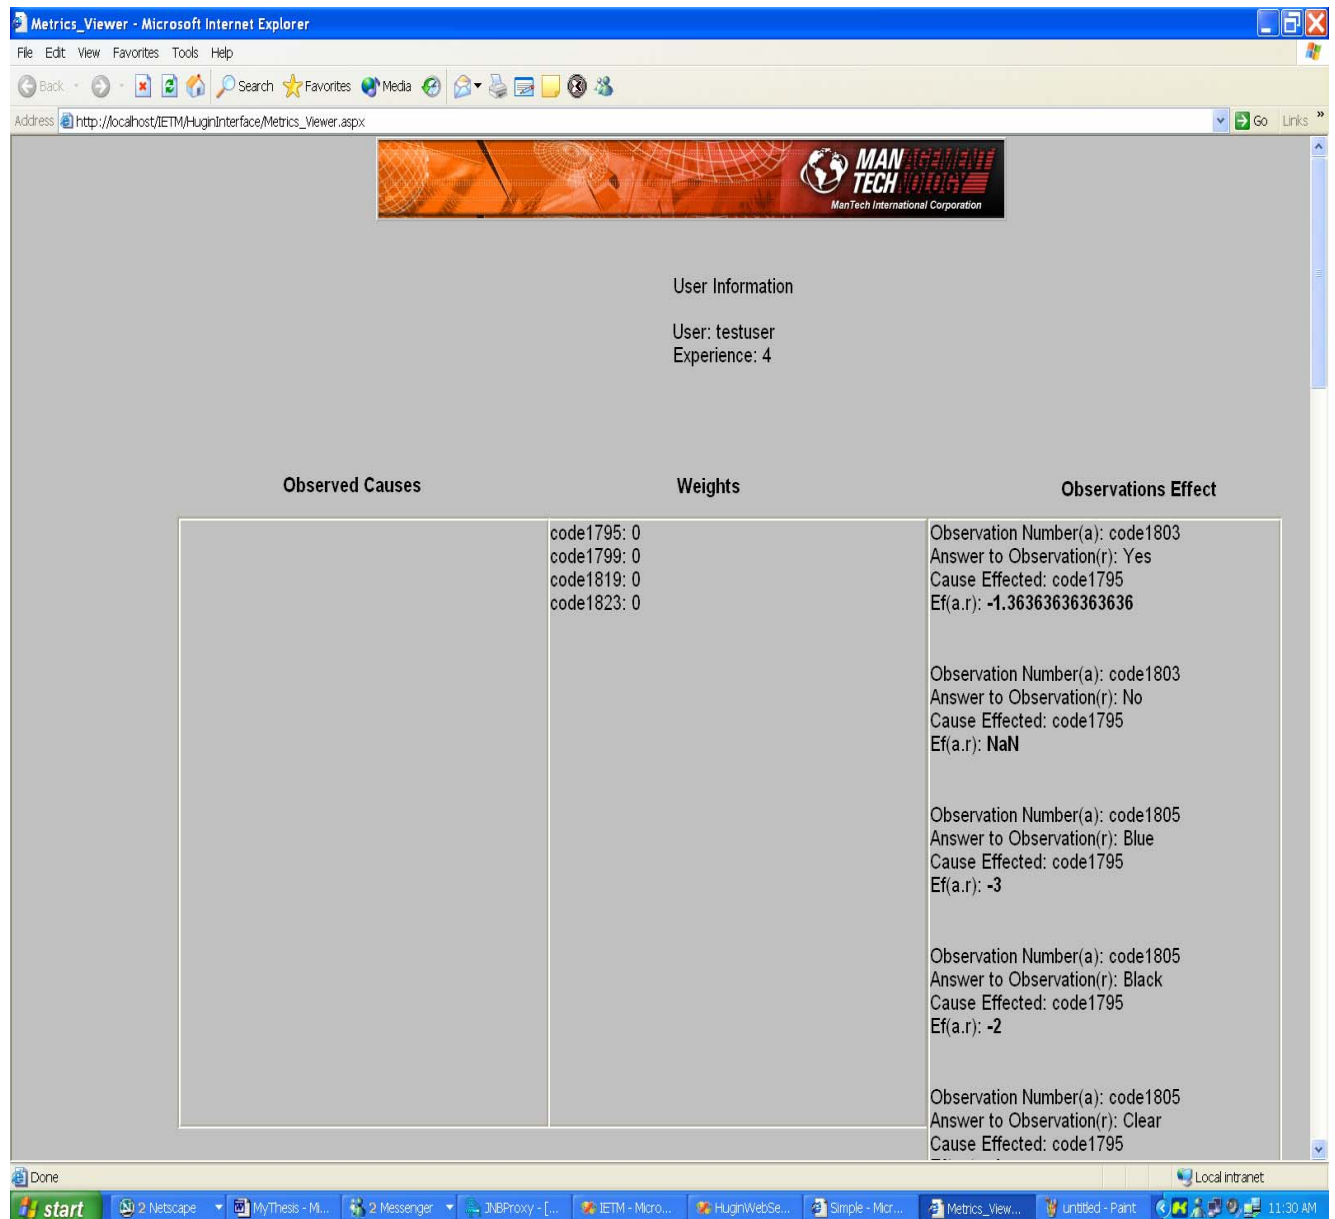 Metrics_Viewer - Microsoft Internet Explorer
File Edit View Favorites Tools Help
Back Search Favorites Media
Address http://localhost/IETM/HuginInterface/Metrics_Viewer.aspx Go Links »
MANAGEMENT
TECHNOLOGY
ManTech International Corporation
User Information
User: testuser
Experience: 4
Observed Causes Weights Observations Effect
code1795: 0
code1799: 0
code1819: 0
code1823: 0
Observation Number(a): code1803
Answer to Observation(r): Yes
Cause Effected: code1795
Ef(a.r): -1.36363636363636
Observation Number(a): code1803
Answer to Observation(r): No
Cause Effected: code1795
Ef(a.r): NaN
Observation Number(a): code1805
Answer to Observation(r): Blue
Cause Effected: code1795
Ef(a.r): -3
Observation Number(a): code1805
Answer to Observation(r): Black
Cause Effected: code1795
Ef(a.r): -2
Observation Number(a): code1805
Answer to Observation(r): Clear
Cause Effected: code1795
Done Local intranet
start 2 Netscape MyThesis - Mi... 2 Messenger JNBProxy - [... IETM - Micro... HuginWebSe... Simple - Micr... Metrics_View... untitled - Paint 11:30 AM